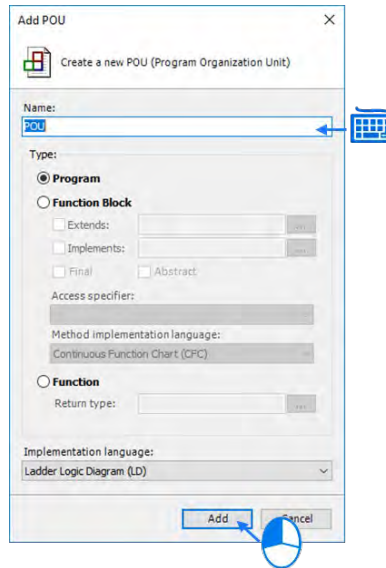 Add POU
Create a new POU (Program Organization Unit)
Name:
POU
Type:
Program
Function Block
Extends:
...
Implements:
...
Final Abstract
Access specifier:
Method implementation language:
Continuous Function Chart (CFC)
Function
Return type:
...
Implementation language:
Ladder Logic Diagram (LD)
Add Cancel